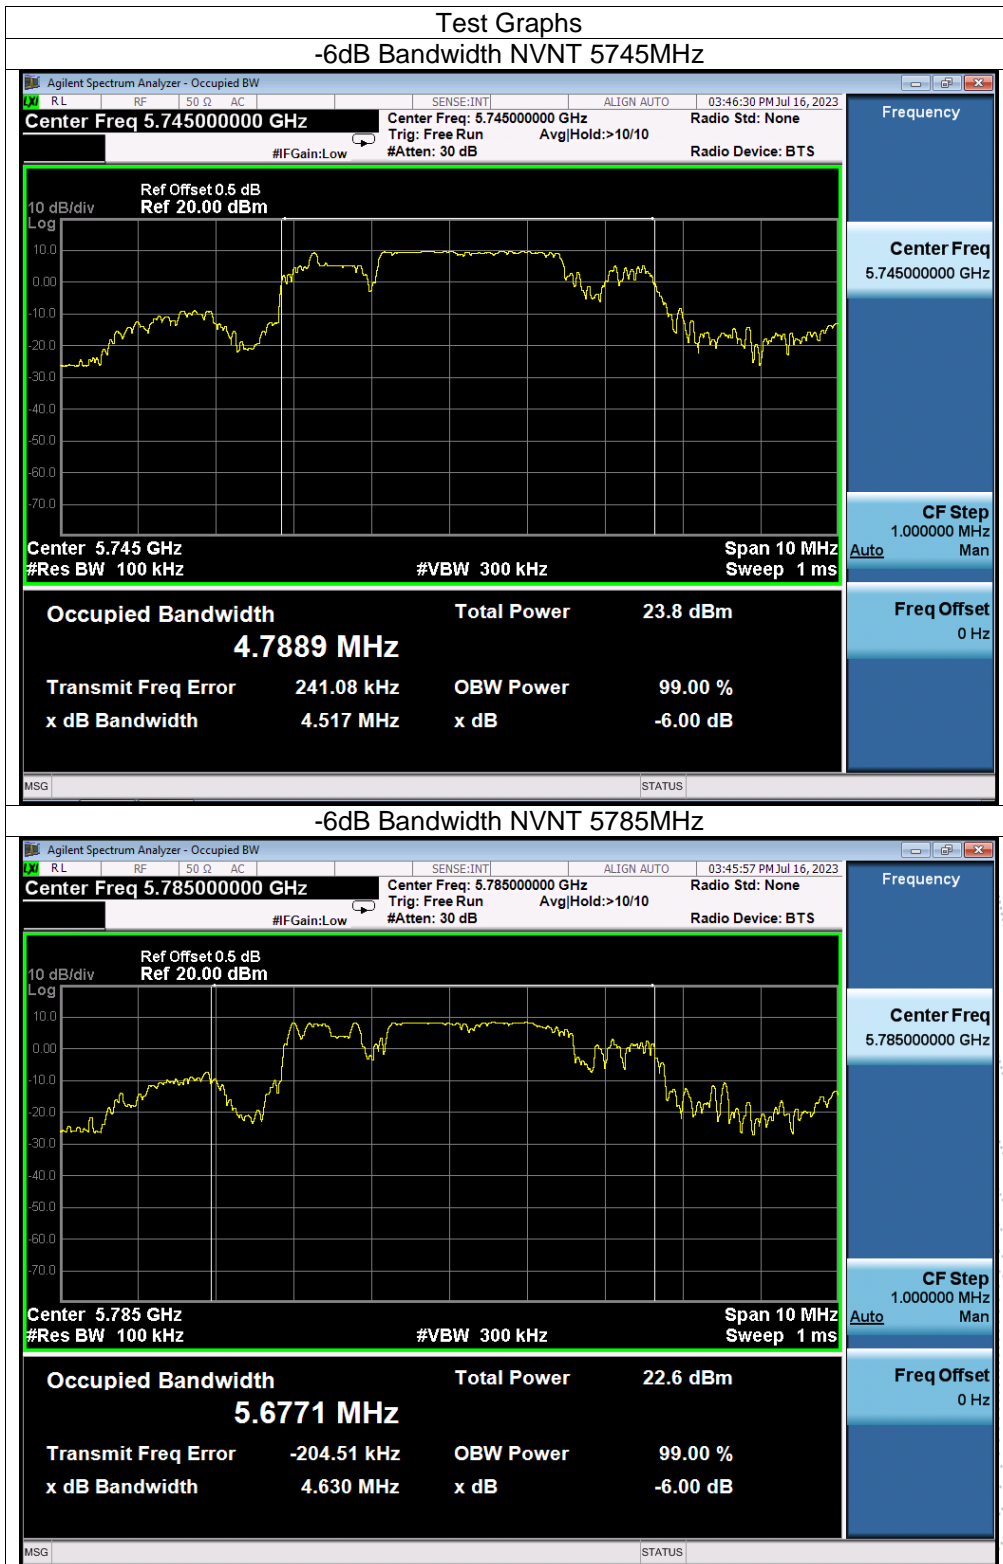 Test Graphs
-6dB Bandwidth NVNT 5745MHz
Agilent Spectrum Analyzer - Occupied BW
LXI RL RF 50 Ω AC SENSE:INT ALIGN AUTO 03:46:30 PM Jul 16, 2023
Center Freq 5.745000000 GHz
Center Freq: 5.745000000 GHz
Radio Std: None
Trig: Free Run Avg|Hold:>10/10
#IFGain:Low #Atten: 30 dB Radio Device: BTS
Frequency
Ref Offset 0.5 dB
10 dB/div Ref 20.00 dBm
Log
10.0
0.00
-10.0
-20.0
-30.0
-40.0
-50.0
-60.0
-70.0
Center 5.745 GHz Span 10 MHz
#Res BW 100 kHz #VBW 300 kHz Sweep 1 ms
Center Freq
5.745000000 GHz
CF Step
1.000000 MHz
Auto Man
Freq Offset
0 Hz
Occupied Bandwidth Total Power 23.8 dBm
4.7889 MHz
Transmit Freq Error 241.08 kHz OBW Power 99.00 %
x dB Bandwidth 4.517 MHz x dB -6.00 dB
MSG STATUS
-6dB Bandwidth NVNT 5785MHz
Agilent Spectrum Analyzer - Occupied BW
LXI RL RF 50 Ω AC SENSE:INT ALIGN AUTO 03:45:57 PM Jul 16, 2023
Center Freq 5.785000000 GHz
Center Freq: 5.785000000 GHz
Radio Std: None
Trig: Free Run Avg|Hold:>10/10
#IFGain:Low #Atten: 30 dB Radio Device: BTS
Frequency
Ref Offset 0.5 dB
10 dB/div Ref 20.00 dBm
Log
10.0
0.00
-10.0
-20.0
-30.0
-40.0
-50.0
-60.0
-70.0
Center 5.785 GHz Span 10 MHz
#Res BW 100 kHz #VBW 300 kHz Sweep 1 ms
Center Freq
5.785000000 GHz
CF Step
1.000000 MHz
Auto Man
Freq Offset
0 Hz
Occupied Bandwidth Total Power 22.6 dBm
5.6771 MHz
Transmit Freq Error -204.51 kHz OBW Power 99.00 %
x dB Bandwidth 4.630 MHz x dB -6.00 dB
MSG STATUS